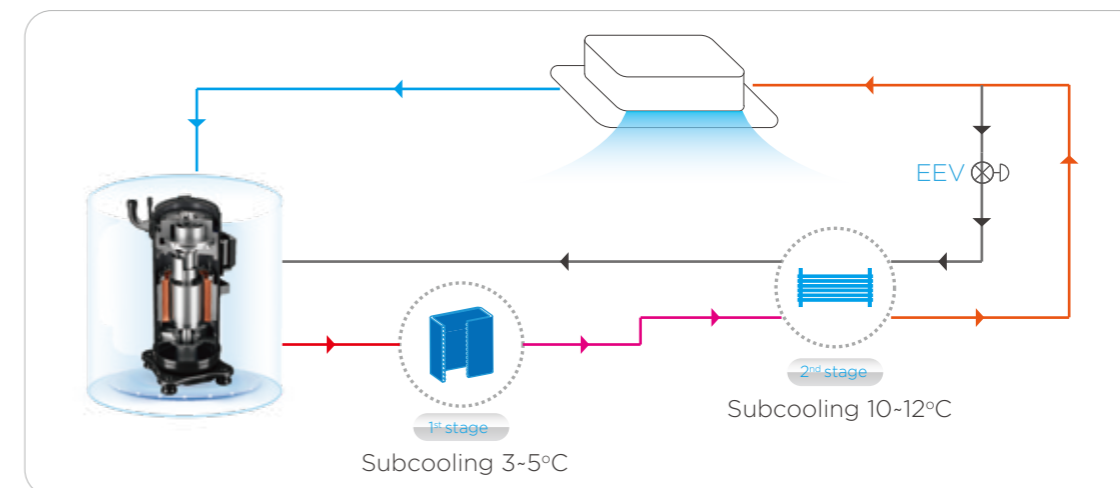 EEV
2nd stage
Subcooling 10~12°C
1st stage
Subcooling 3~5°C